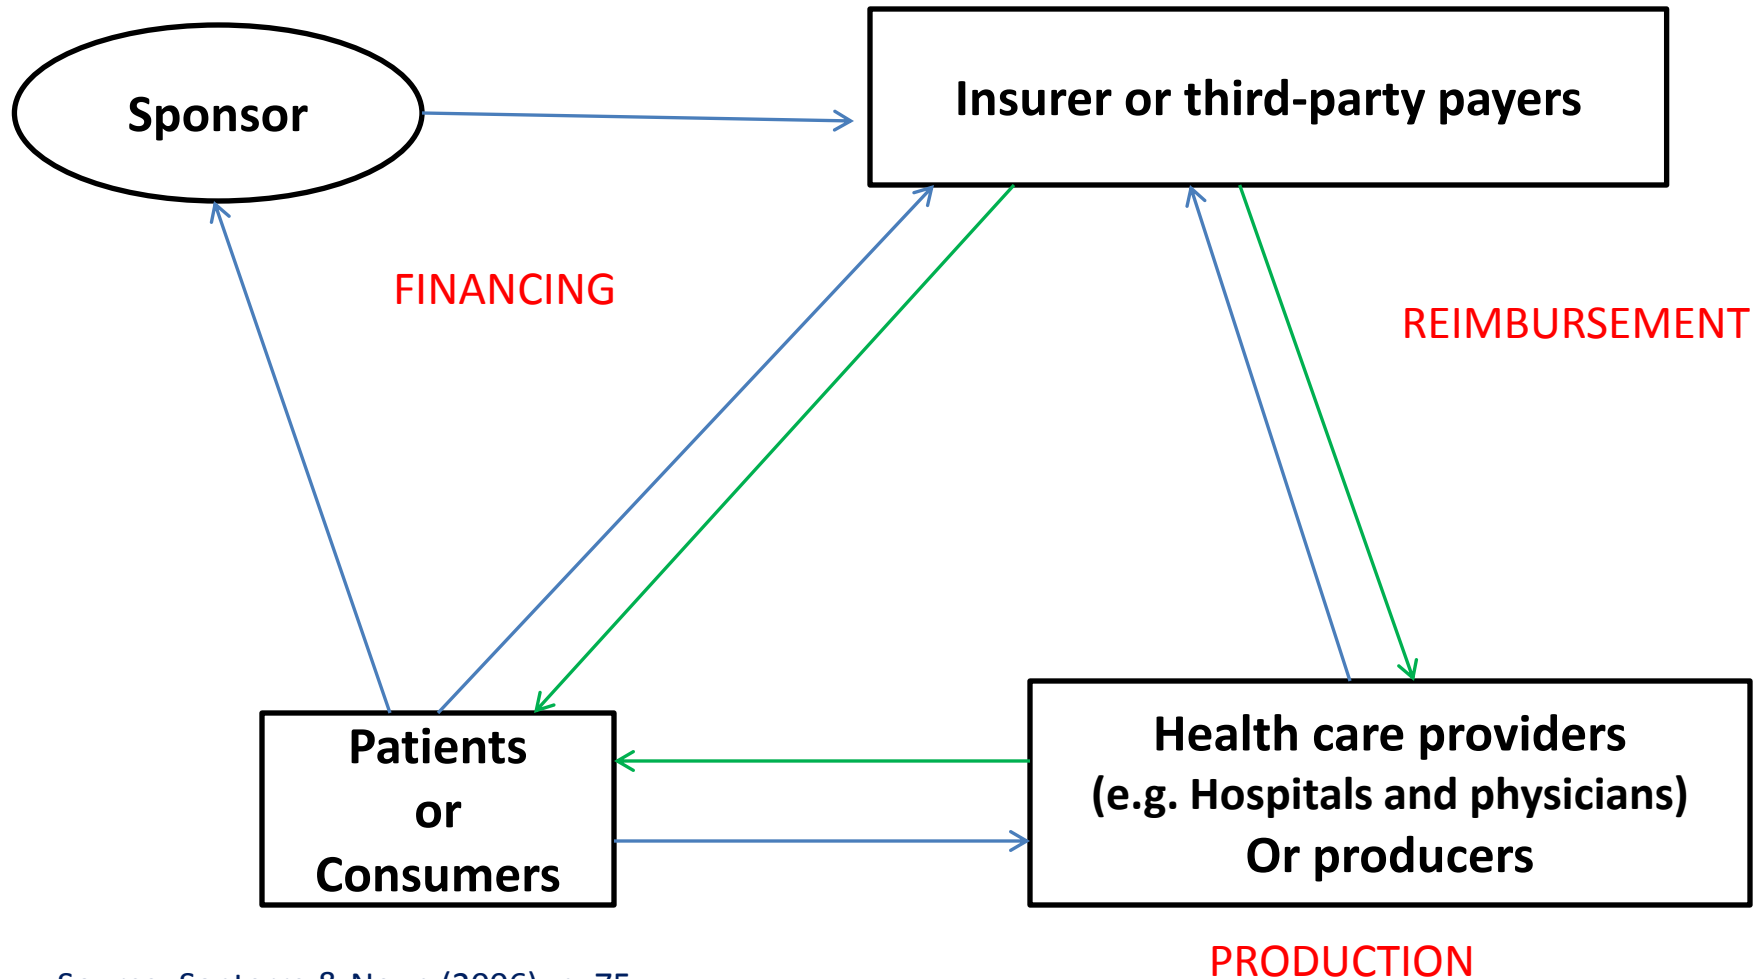 Sponsor
Insurer or third-party payers
FINANCING
REIMBURSEMENT
Patients
or
Consumers
Health care providers
(e.g. Hospitals and physicians)
Or producers
PRODUCTION